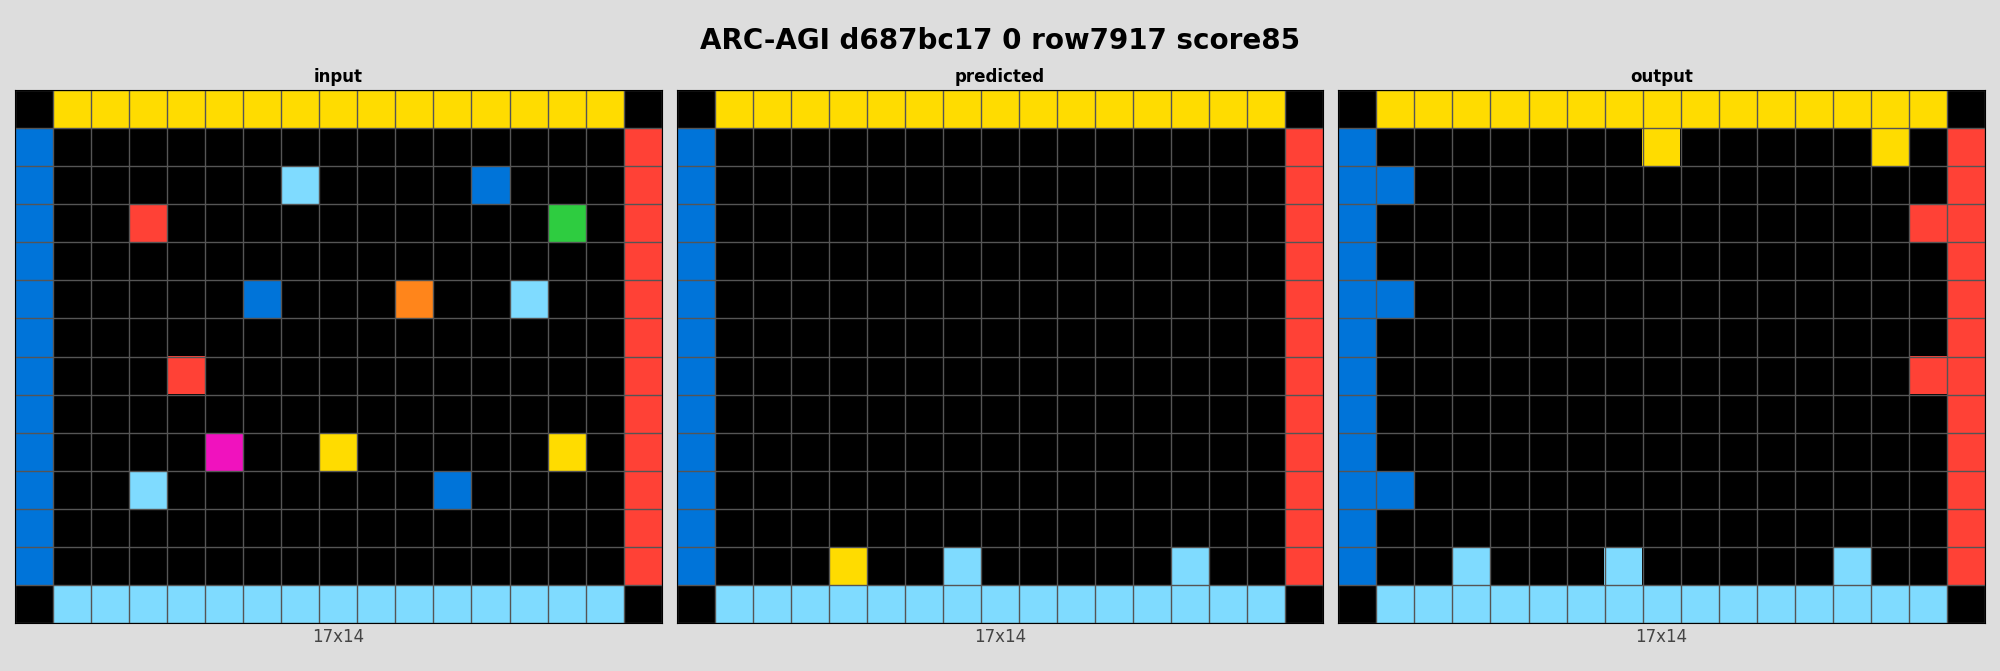 ARC-AGI d687bc17 0 row7917 score85
input
predicted
output
17x14
17x14
17x14